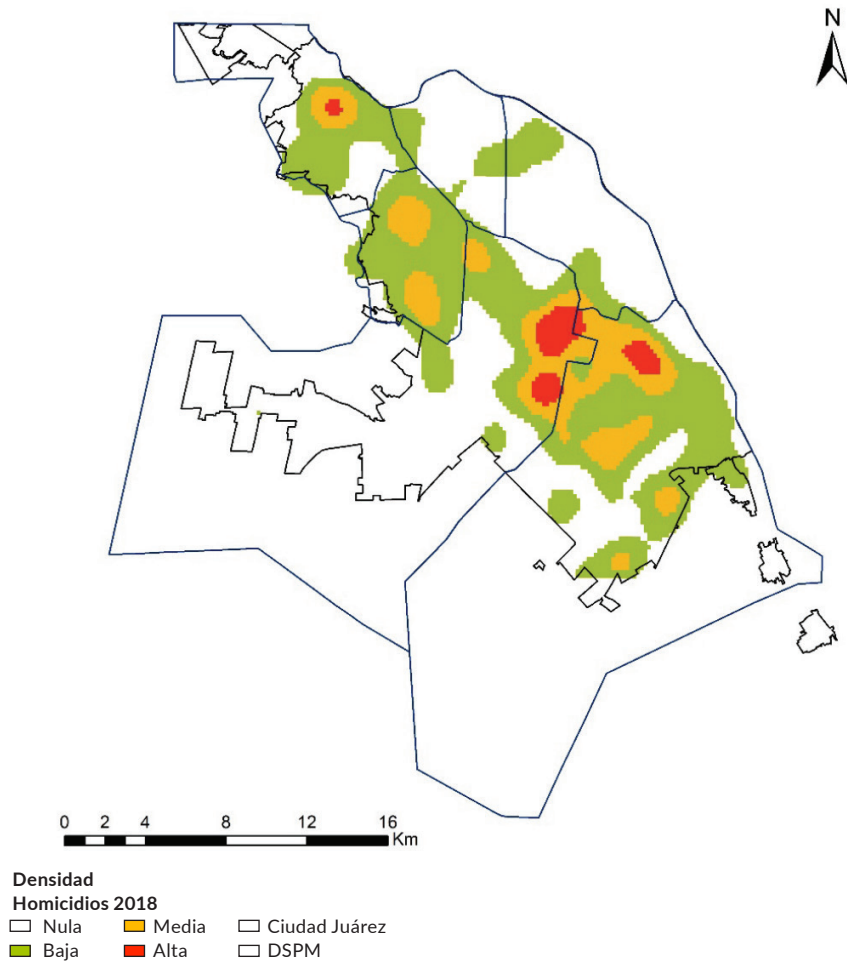 N
0 2 4 8 12 16
Km
Densidad
Homicidios 2018
Nula Media Ciudad Juárez
Baja Alta DSPM